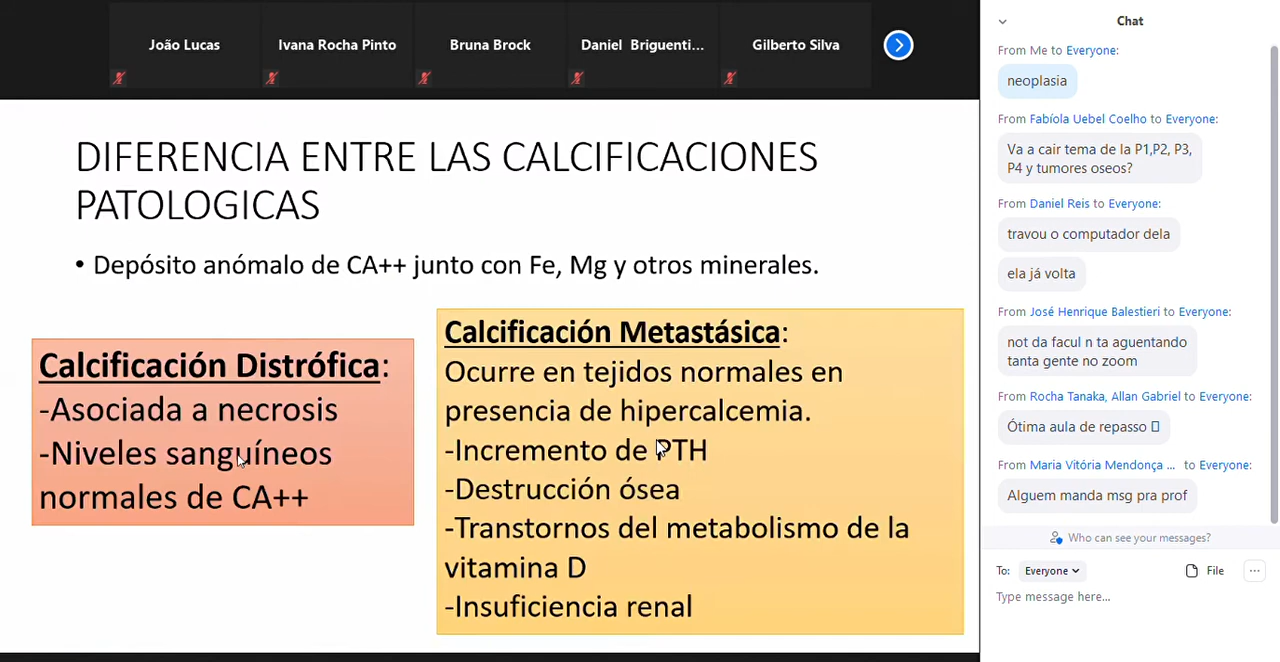 João Lucas
Ivana Rocha Pinto
Bruna Brock
Daniel Briguenti...
Gilberto Silva
DIFERENCIA ENTRE LAS CALCIFICACIONES
PATOLOGICAS
• Depósito anómalo de CA++ junto con Fe, Mg y otros minerales.
Calcificación Distrófica:
-Asociada a necrosis
-Niveles sanguíneos
normales de CA++
Calcificación Metastásica:
Ocurre en tejidos normales en
presencia de hipercalcemia.
-Incremento de PTH
-Destrucción ósea
-Transtornos del metabolismo de la
vitamina D
-Insuficiencia renal
Chat
From Me to Everyone:
neoplasia
From Fabíola Uebel Coelho to Everyone:
Va a cair tema de la P1,P2, P3,
P4 y tumores oseos?
From Daniel Reis to Everyone:
travou o computador dela
ela já volta
From José Henrique Balestieri to Everyone:
not da facul n ta aguentando
tanta gente no zoom
From Rocha Tanaka, Allan Gabriel to Everyone:
Ótima aula de repasso
From Maria Vitória Mendonça ... to Everyone:
Alguem manda msg pra prof
Who can see your messages?
To: Everyone
File
...
Type message here...